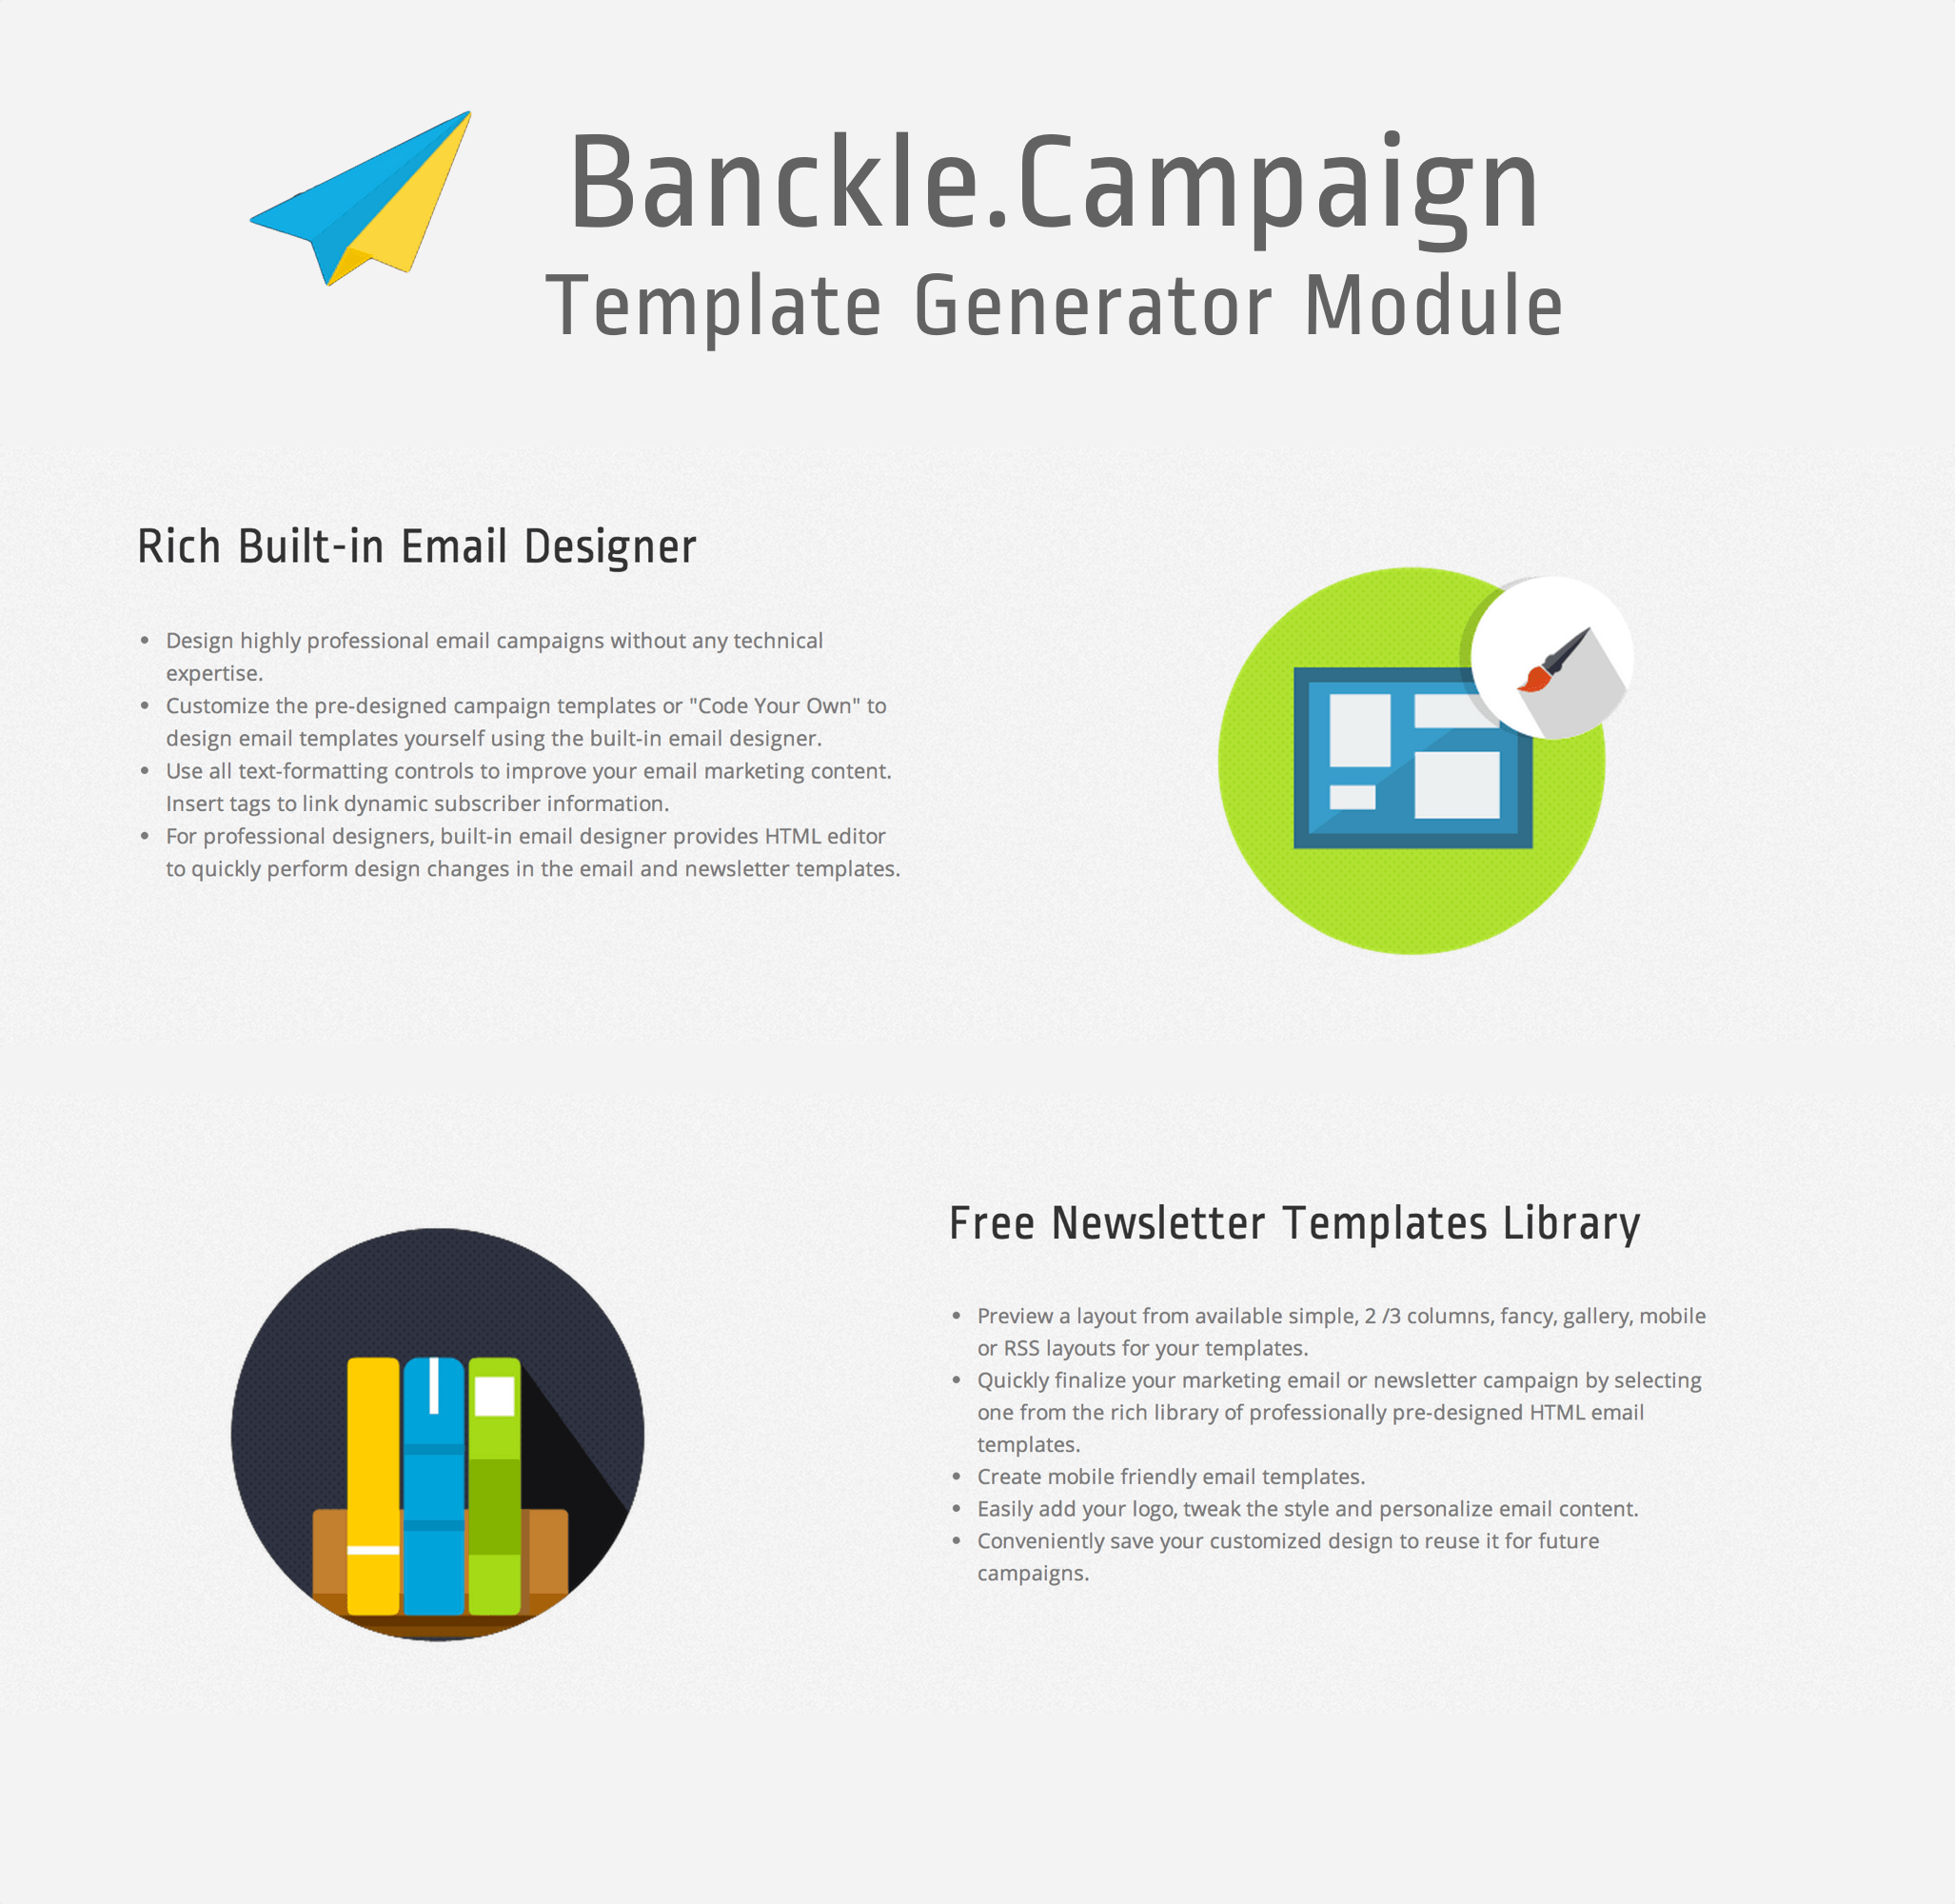 Banckle.Campaign
Template Generator Module
Rich Built-in Email Designer
• Design highly professional email campaigns without any technical
expertise.
• Customize the pre-designed campaign templates or "Code Your Own" to
design email templates yourself using the built-in email designer.
• Use all text-formatting controls to improve your email marketing content.
Insert tags to link dynamic subscriber information.
• For professional designers, built-in email designer provides HTML editor
to quickly perform design changes in the email and newsletter templates.
Free Newsletter Templates Library
• Preview a layout from available simple, 2 /3 columns, fancy, gallery, mobile
or RSS layouts for your templates.
• Quickly finalize your marketing email or newsletter campaign by selecting
one from the rich library of professionally pre-designed HTML email
templates.
• Create mobile friendly email templates.
• Easily add your logo, tweak the style and personalize email content.
• Conveniently save your customized design to reuse it for future
campaigns.